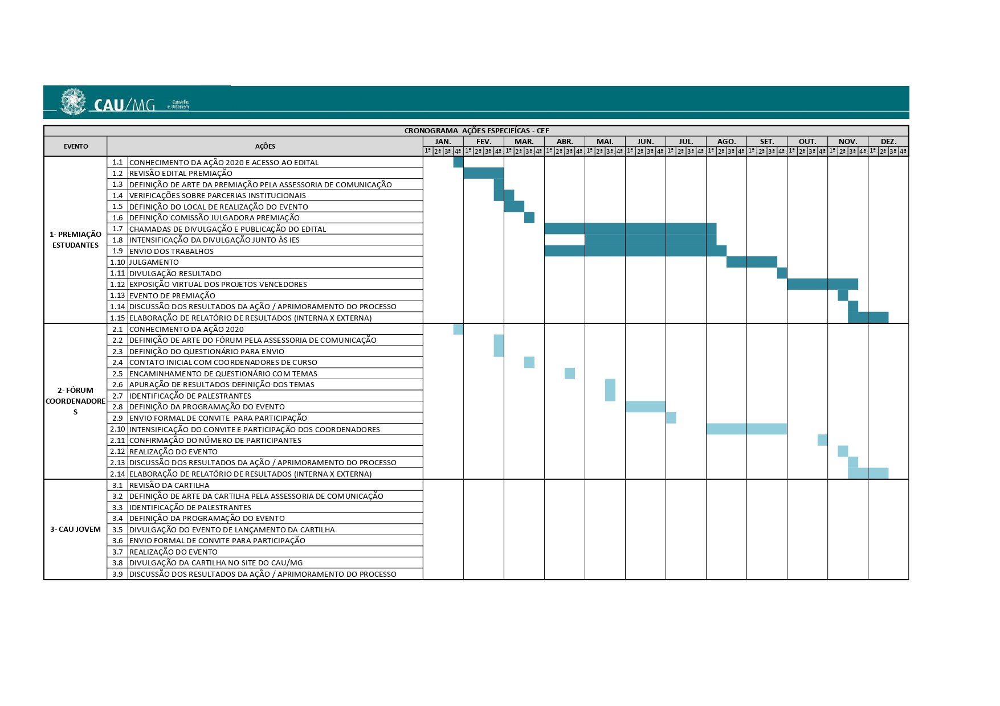 CAU/MG
Conselho
e Urbanism
CRONOGRAMA AÇÕES ESPECIFÍCAS - CEF
EVENTO AÇÕES JAN. FEV. MAR. ABR. MAI. JUN. JUL. AGO. SET. OUT. NOV. DEZ.
1ª 2ª 3ª 4ª 1ª 2ª 3ª 4ª 1ª 2ª 3ª 4ª 1ª 2ª 3ª 4ª 1ª 2ª 3ª 4ª 1ª 2ª 3ª 4ª 1ª 2ª 3ª 4ª 1ª 2ª 3ª 4ª 1ª 2ª 3ª 4ª 1ª 2ª 3ª 4ª 1ª 2ª 3ª 4ª 1ª 2ª 3ª 4ª
1- PREMIAÇÃO
ESTUDANTES
1.1 CONHECIMENTO DA AÇÃO 2020 E ACESSO AO EDITAL
1.2 REVISÃO EDITAL PREMIAÇÃO
1.3 DEFINIÇÃO DE ARTE DA PREMIAÇÃO PELA ASSESSORIA DE COMUNICAÇÃO
1.4 VERIFICAÇÕES SOBRE PARCERIAS INSTITUCIONAIS
1.5 DEFINIÇÃO DO LOCAL DE REALIZAÇÃO DO EVENTO
1.6 DEFINIÇÃO COMISSÃO JULGADORA PREMIAÇÃO
1.7 CHAMADAS DE DIVULGAÇÃO E PUBLICAÇÃO DO EDITAL
1.8 INTENSIFICAÇÃO DA DIVULGAÇÃO JUNTO ÀS IES
1.9 ENVIO DOS TRABALHOS
1.10 JULGAMENTO
1.11 DIVULGAÇÃO RESULTADO
1.12 EXPOSIÇÃO VIRTUAL DOS PROJETOS VENCEDORES
1.13 EVENTO DE PREMIAÇÃO
1.14 DISCUSSÃO DOS RESULTADOS DA AÇÃO / APRIMORAMENTO DO PROCESSO
1.15 ELABORAÇÃO DE RELATÓRIO DE RESULTADOS (INTERNA X EXTERNA)
2- FÓRUM
COORDENADORE
S
2.1 CONHECIMENTO DA AÇÃO 2020
2.2 DEFINIÇÃO DE ARTE DO FÓRUM PELA ASSESSORIA DE COMUNICAÇÃO
2.3 DEFINIÇÃO DO QUESTIONÁRIO PARA ENVIO
2.4 CONTATO INICIAL COM COORDENADORES DE CURSO
2.5 ENCAMINHAMENTO DE QUESTIONÁRIO COM TEMAS
2.6 APURAÇÃO DE RESULTADOS DEFINIÇÃO DOS TEMAS
2.7 IDENTIFICAÇÃO DE PALESTRANTES
2.8 DEFINIÇÃO DA PROGRAMAÇÃO DO EVENTO
2.9 ENVIO FORMAL DE CONVITE PARA PARTICIPAÇÃO
2.10 INTENSIFICAÇÃO DO CONVITE E PARTICIPAÇÃO DOS COORDENADORES
2.11 CONFIRMAÇÃO DO NÚMERO DE PARTICIPANTES
2.12 REALIZAÇÃO DO EVENTO
2.13 DISCUSSÃO DOS RESULTADOS DA AÇÃO / APRIMORAMENTO DO PROCESSO
2.14 ELABORAÇÃO DE RELATÓRIO DE RESULTADOS (INTERNA X EXTERNA)
3- CAU JOVEM
3.1 REVISÃO DA CARTILHA
3.2 DEFINIÇÃO DE ARTE DA CARTILHA PELA ASSESSORIA DE COMUNICAÇÃO
3.3 IDENTIFICAÇÃO DE PALESTRANTES
3.4 DEFINIÇÃO DA PROGRAMAÇÃO DO EVENTO
3.5 DIVULGAÇÃO DO EVENTO DE LANÇAMENTO DA CARTILHA
3.6 ENVIO FORMAL DE CONVITE PARA PARTICIPAÇÃO
3.7 REALIZAÇÃO DO EVENTO
3.8 DIVULGAÇÃO DA CARTILHA NO SITE DO CAU/MG
3.9 DISCUSSÃO DOS RESULTADOS DA AÇÃO / APRIMORAMENTO DO PROCESSO